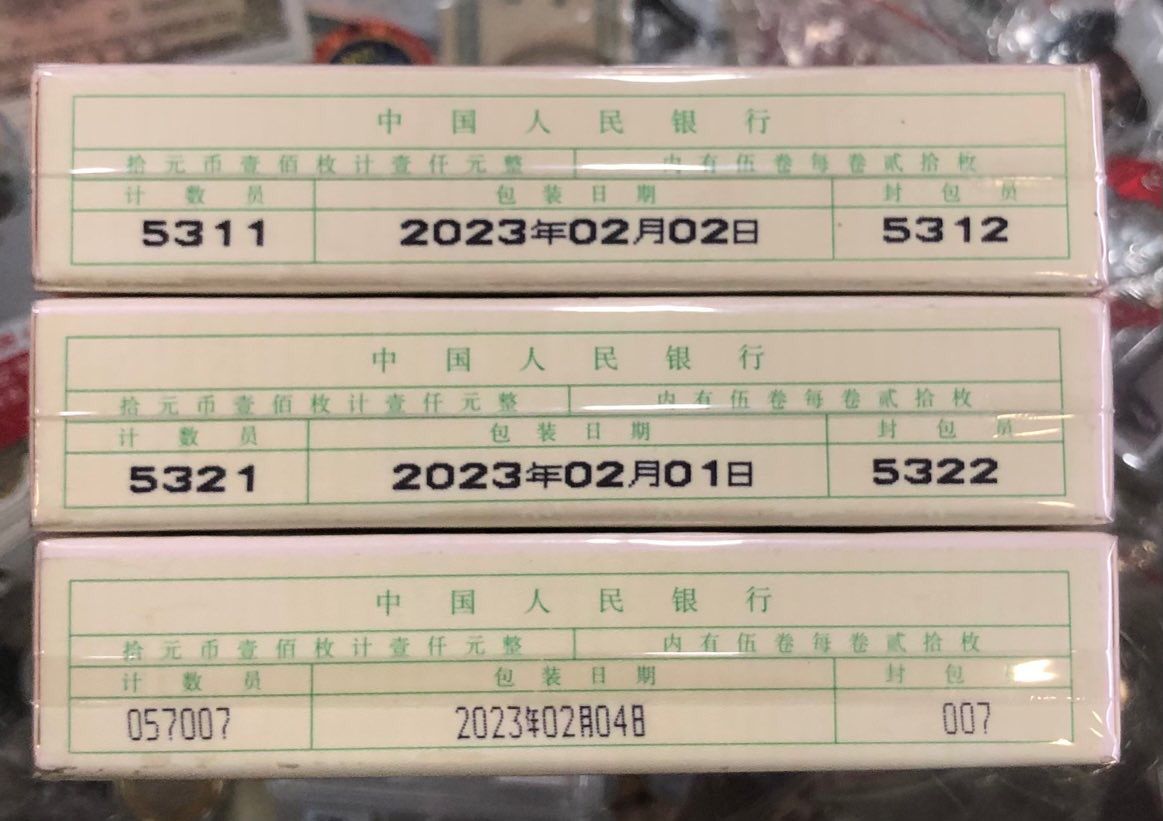 中国人民银行
拾元币壹佰枚计壹仟元整 内有伍卷每卷贰拾枚
计数员 包装日期 封包员
5311 2023年02月02日 5312
中国人民银行
拾元币壹佰枚计壹仟元整 内有伍卷每卷贰拾枚
计数员 包装日期 封包员
5321 2023年02月01日 5322
中国人民银行
拾元币壹佰枚计壹仟元整 内有伍卷每卷贰拾枚
计数员 包装日期 封包
057007 2023年02月04日 007